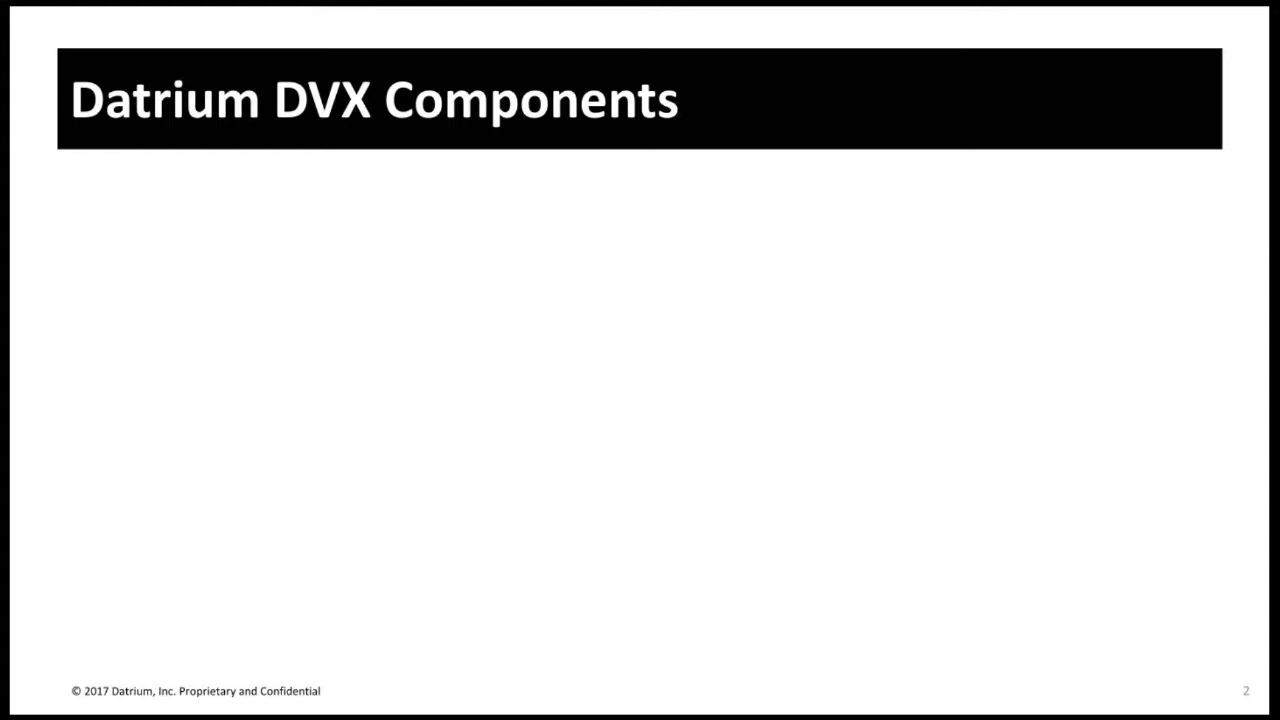 Datrium DVX Components
© 2017 Datrium, Inc. Proprietary and Confidential
2